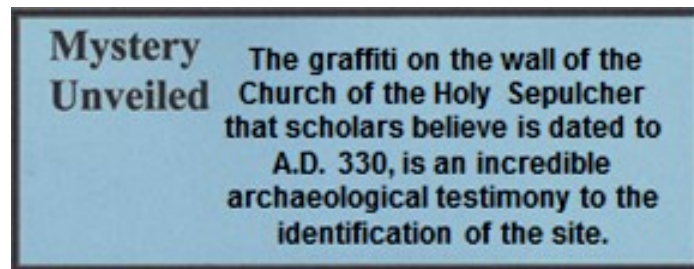 Mystery
Unveiled
The graffiti on the wall of the
Church of the Holy Sepulcher
that scholars believe is dated to
A.D. 330, is an incredible
archaeological testimony to the
identification of the site.